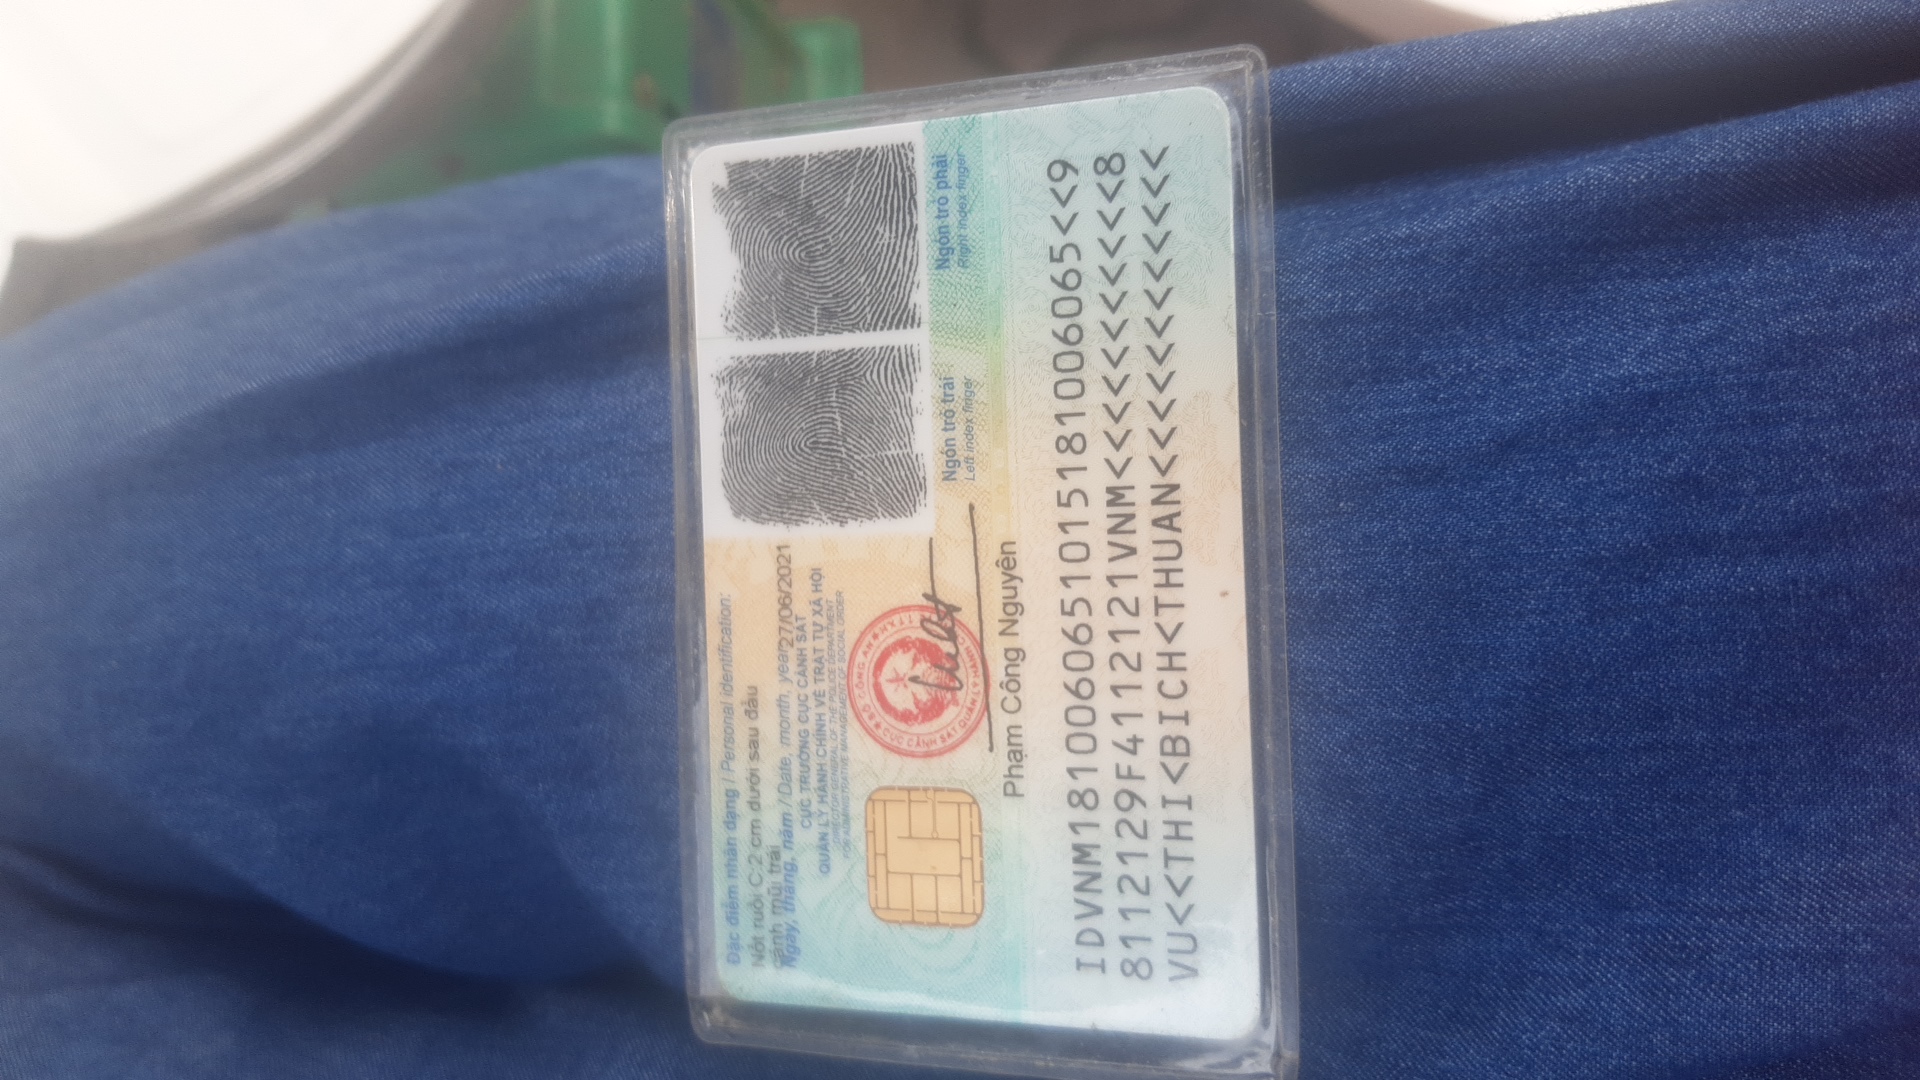 Đặc điểm nhân dạng / Personal identification:
Nốt ruồi C:2 cm dưới sau đầu
cánh mũi trái
Ngày, tháng, năm / Date, month, year 27/06/2021
CỤC TRƯỞNG CỤC CẢNH SÁT
QUẢN LÝ HÀNH CHÍNH VỀ TRẬT TỰ XÃ HỘI
DIRECTOR GENERAL OF THE POLICE DEPARTMENT
FOR ADMINISTRATIVE MANAGEMENT OF SOCIAL ORDER
BỘ CÔNG AN
CỤC CẢNH SÁT QUẢN LÝ HÀNH CHÍNH
Ngón trỏ trái
Left index finger
Ngón trỏ phải
Right index finger
Phạm Công Nguyên
IDVNM1810060651015181006065<<9
8112129F4112121VNM<<<<<<<<<<<8
VU<<THI<BICH<THUAN<<<<<<<<<<<<